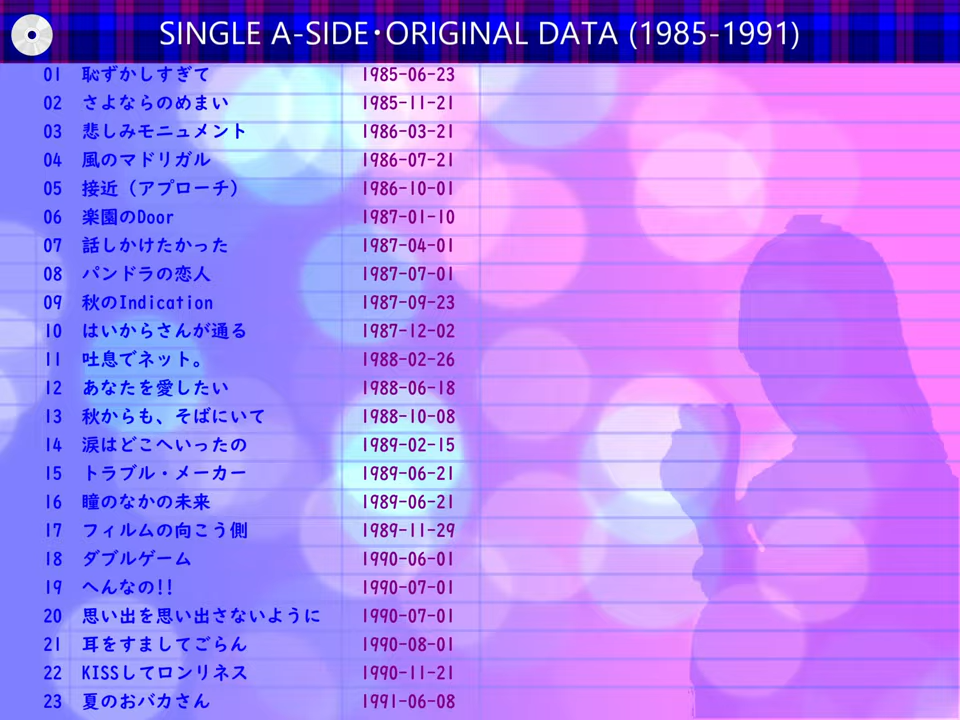 SINGLE A-SIDE・ORIGINAL DATA (1985-1991)
01 恥ずかしすぎて 1985-06-23
02 さよならのめまい 1985-11-21
03 悲しみモニュメント 1986-03-21
04 風のマドリガル 1986-07-21
05 接近（アプローチ） 1986-10-01
06 楽園のDoor 1987-01-10
07 話しかけたかった 1987-04-01
08 パンドラの恋人 1987-07-01
09 秋のIndication 1987-09-23
10 はいからさんが通る 1987-12-02
11 吐息でネット。 1988-02-26
12 あなたを愛したい 1988-06-18
13 秋からも、そばにいて 1988-10-08
14 涙はどこへいったの 1989-02-15
15 トラブル・メーカー 1989-06-21
16 瞳のなかの未来 1989-06-21
17 フィルムの向こう側 1989-11-29
18 ダブルゲーム 1990-06-01
19 へんなの!! 1990-07-01
20 思い出を思い出さないように 1990-07-01
21 耳をすましてごらん 1990-08-01
22 KISSしてロンリネス 1990-11-21
23 夏のおバカさん 1991-06-08